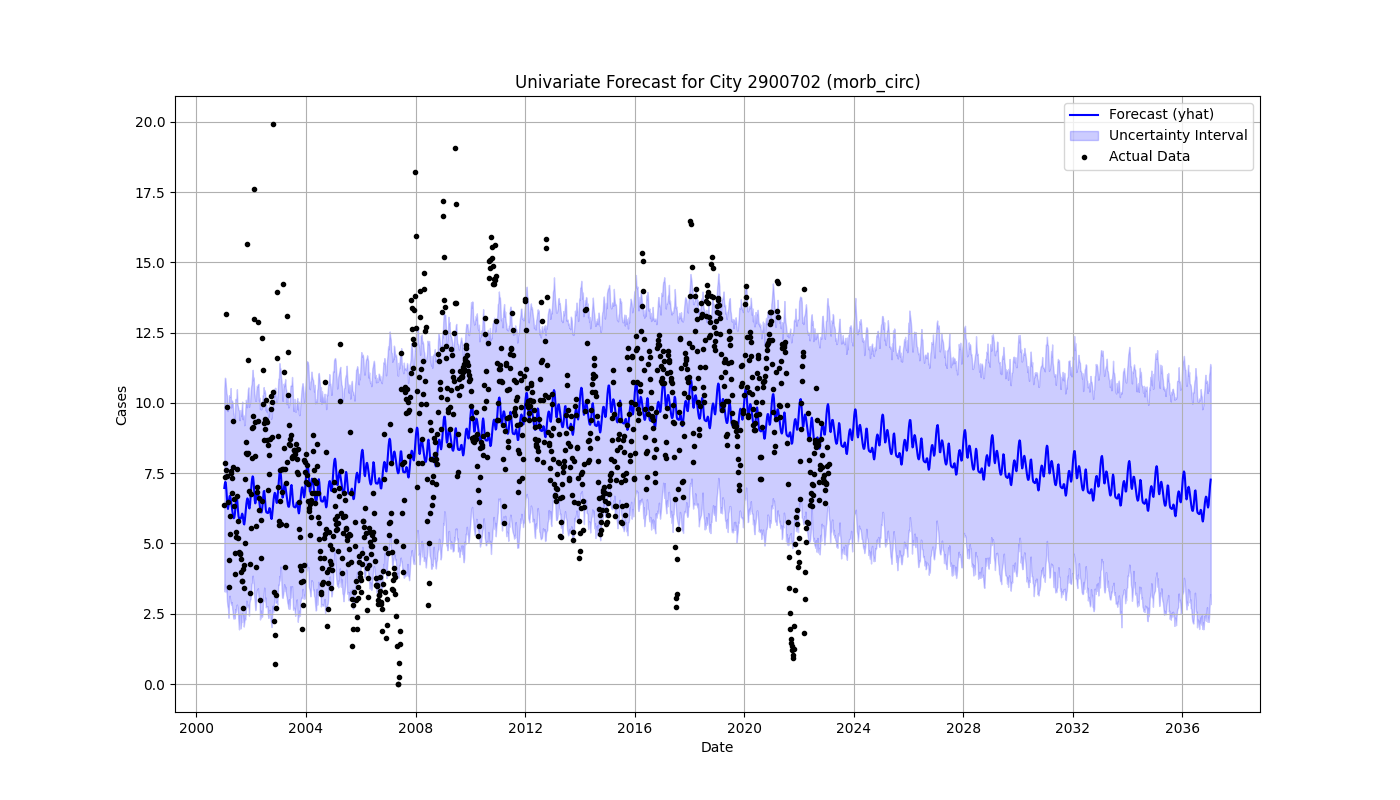 Univariate Forecast for City 2900702 (morb_circ)
Forecast (yhat)
Uncertainty Interval
Actual Data
20.0
17.5
15.0
12.5
10.0
7.5
5.0
2.5
0.0
Cases
2000 2004 2008 2012 2016 2020 2024 2028 2032 2036
Date